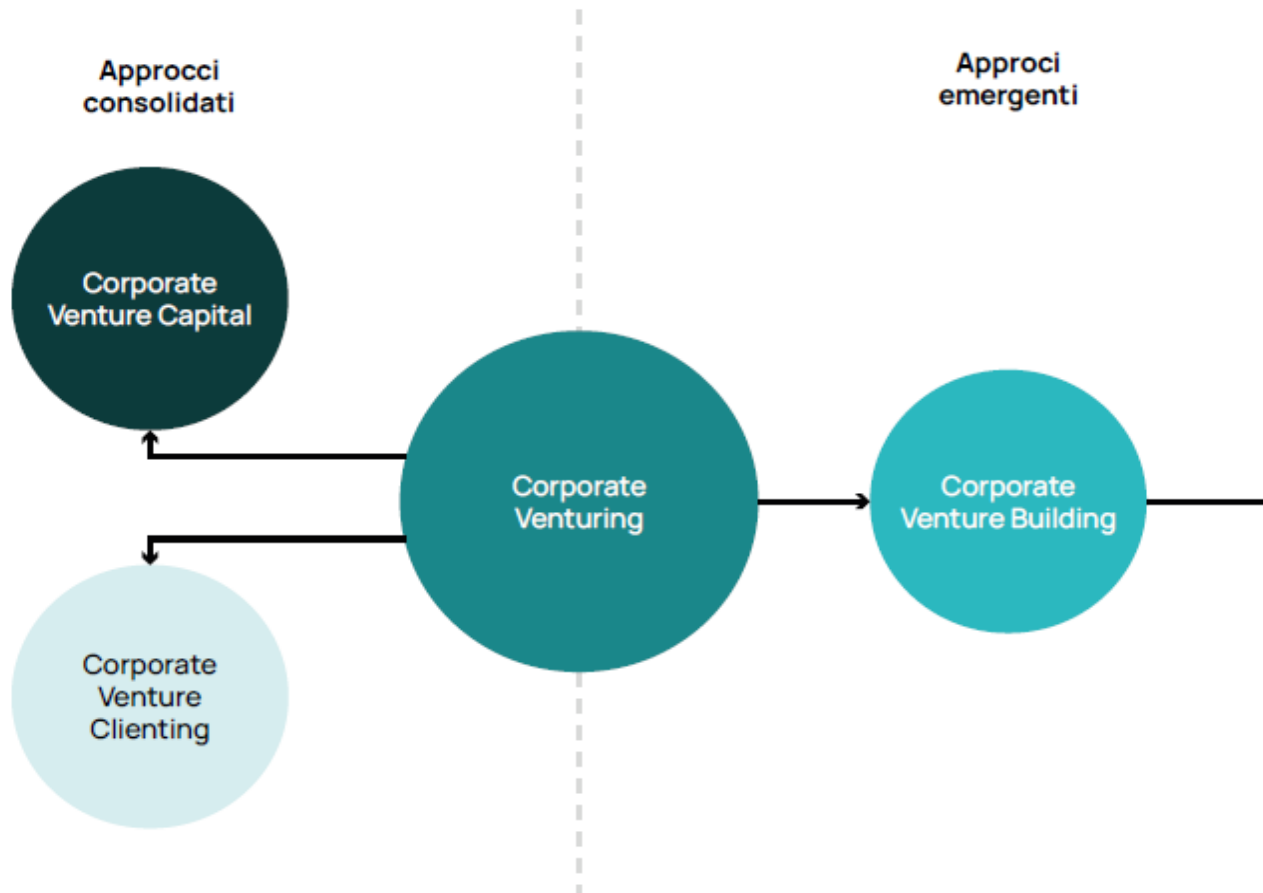 Approcci
consolidati
Approci
emergenti
Corporate
Venture Capital
Corporate
Venturing
Corporate
Venture Building
Corporate
Venture
Clienting